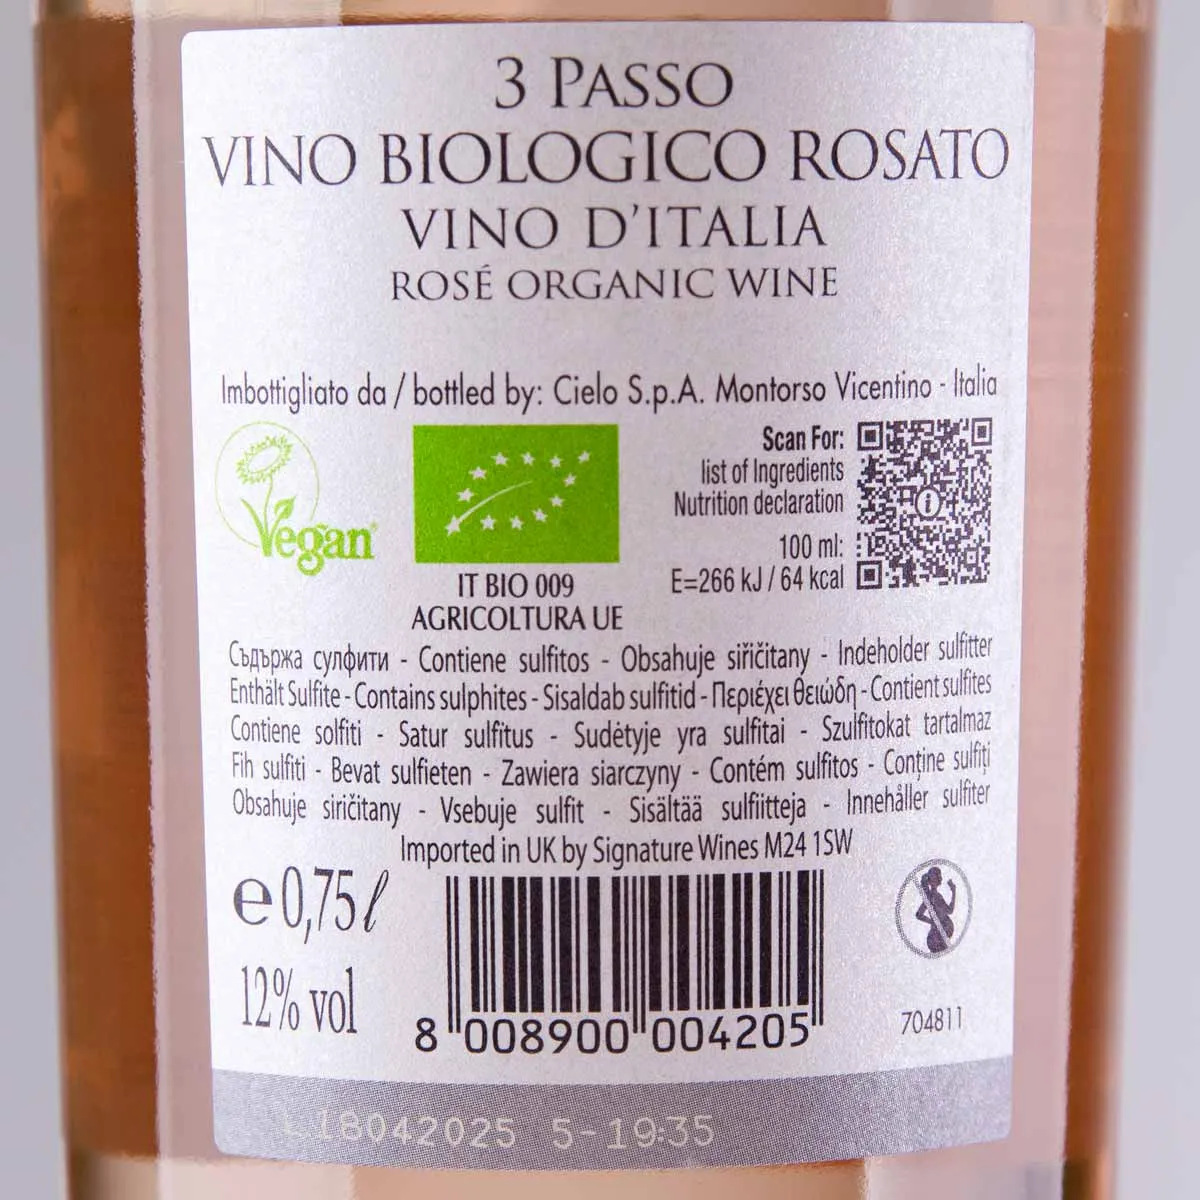 3 PASSO
VINO BIOLOGICO ROSATO
VINO D'ITALIA
ROSÉ ORGANIC WINE
Imbottigliato da / bottled by: Cielo S.p.A. Montorso Vicentino - Italia
Vegan
IT BIO 009
AGRICOLTURA UE
Scan For:
list of Ingredients
Nutrition declaration
100 ml:
E=266 kJ / 64 kcal
Съдържа сулфити - Contiene sulfitos - Obsahuje siřičitany - Indeholder sulfitter
Enthält Sulfite - Contains sulphites - Sisaldab sulfitid - Περιέχει θειώδη - Contient sulfites
Contiene solfiti - Satur sulfitus - Sudėtyje yra sulfitai - Szulfitokat tartalmaz
Fih sulfiti - Bevat sulfieten - Zawiera siarczyny - Contém sulfitos - Conține sulfiți
Obsahuje siričitany - Vsebuje sulfit - Sisältää sulfiitteja - Innehåller sulfiter
Imported in UK by Signature Wines M24 1SW
e 0,75 ℓ
12% vol
8 008900 004205
704811
L18042025 5-19:35